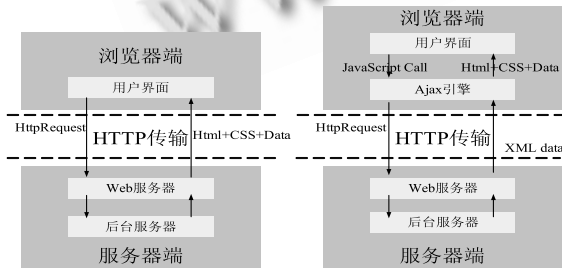 浏览器端
用户界面
HttpRequest
HTTP传输
Html+CSS+Data
Web服务器
后台服务器
服务器端
浏览器端
用户界面
JavaScript Call
Html+CSS+Data
Ajax引擎
HttpRequest
HTTP传输
XML data
Web服务器
后台服务器
服务器端